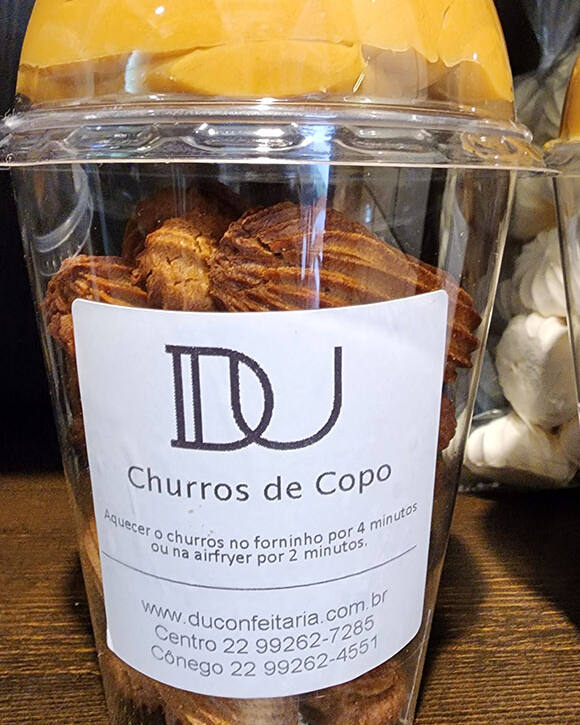 DU
Churros de Copo
Aquecer o churros no forninho por 4 minutos
ou na airfryer por 2 minutos.
www.duconfeitaria.com.br
Centro 22 99262-7285
Cônego 22 99262-4551